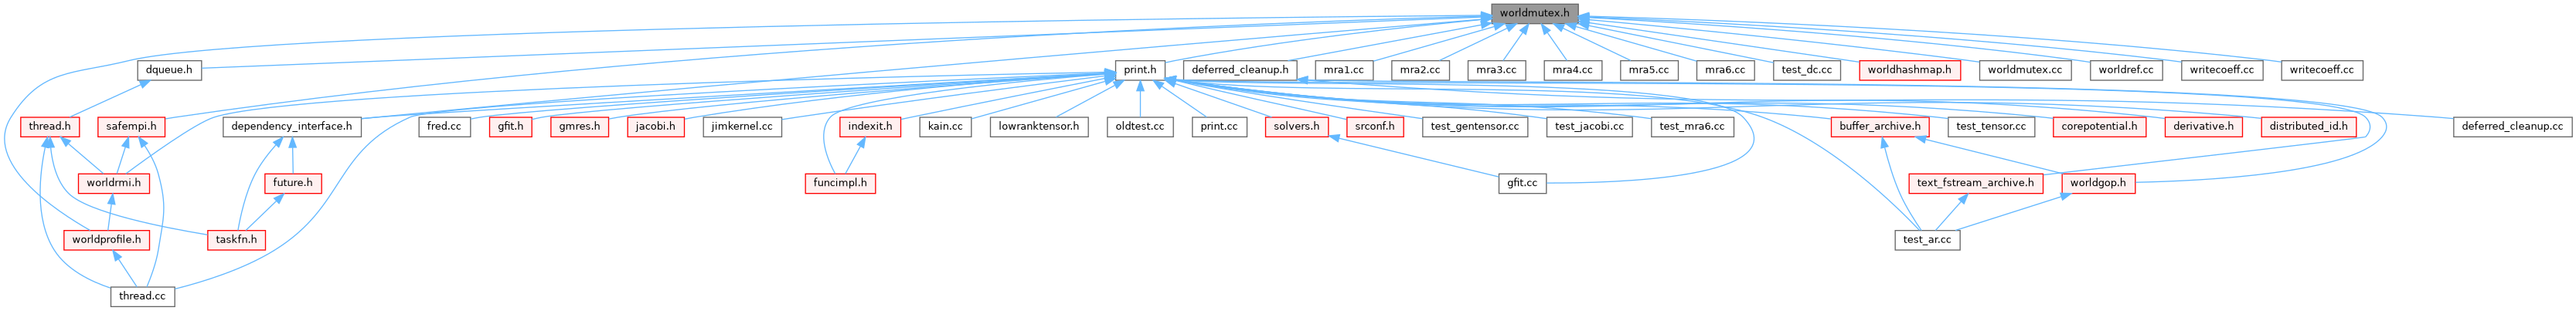 worldmutex.h
dqueue.h
print.h
deferred_cleanup.h
mra1.cc
mra2.cc
mra3.cc
mra4.cc
mra5.cc
mra6.cc
test_dc.cc
worldhashmap.h
worldmutex.cc
worldref.cc
writecoeff.cc
writecoeff.cc
thread.h
safempi.h
dependency_interface.h
fred.cc
gfit.h
gmres.h
jacobi.h
jimkernel.cc
indexit.h
kain.cc
lowranktensor.h
oldtest.cc
print.cc
solvers.h
srconf.h
test_gentensor.cc
test_jacobi.cc
test_mra6.cc
buffer_archive.h
test_tensor.cc
corepotential.h
derivative.h
distributed_id.h
deferred_cleanup.cc
worldrmi.h
future.h
funcimpl.h
gfit.cc
text_fstream_archive.h
worldgop.h
worldprofile.h
taskfn.h
test_ar.cc
thread.cc